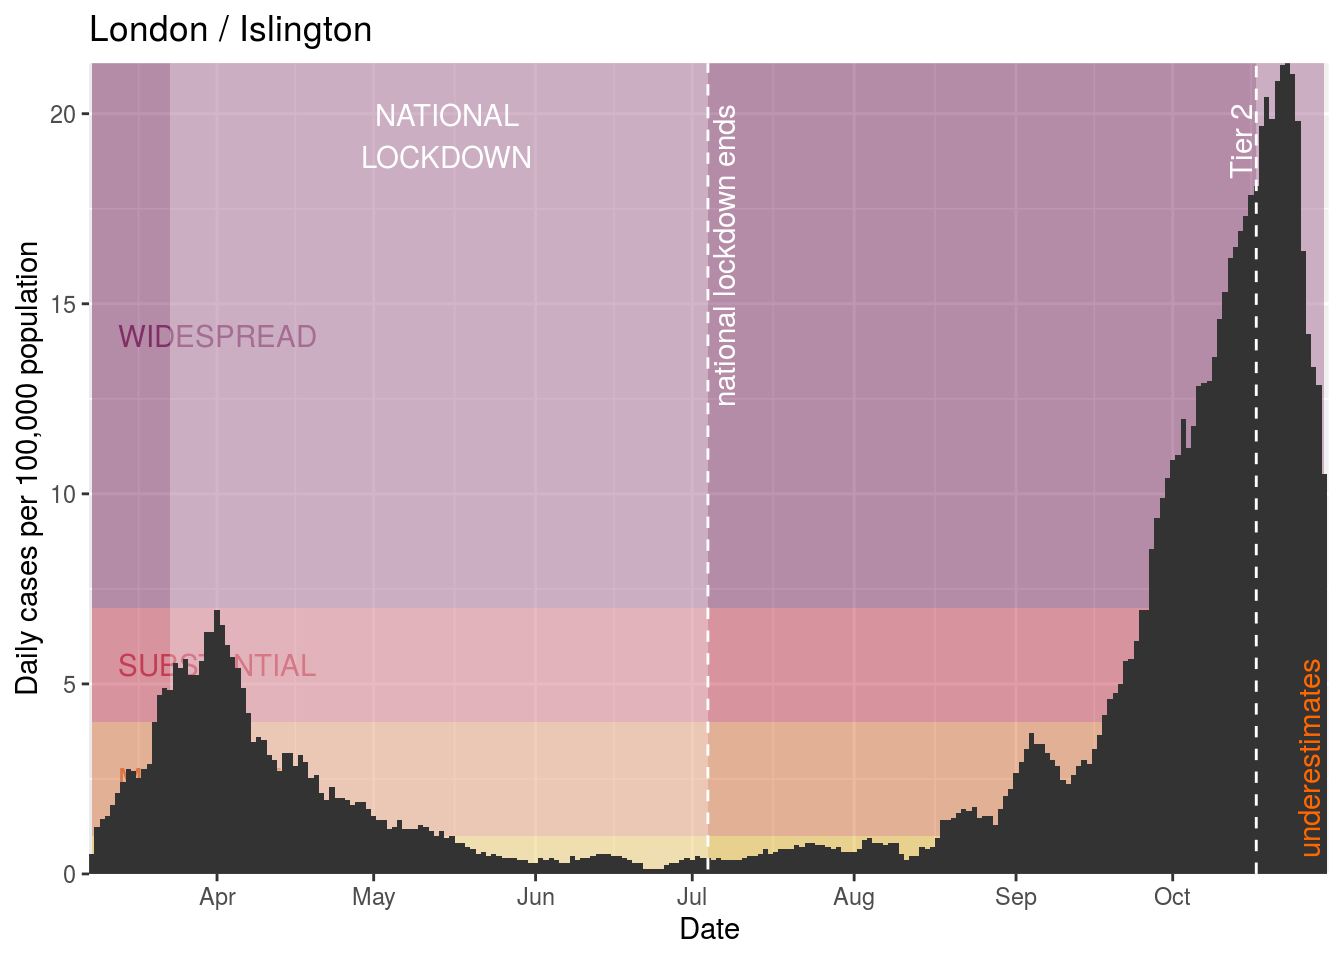 London / Islington
Daily cases per 100,000 population
20
15
10
5
0
NATIONAL
LOCKDOWN
national lockdown ends
Tier 2
WIDESPREAD
underestimates
Apr
May
Jun
Jul
Aug
Sep
Oct
Date